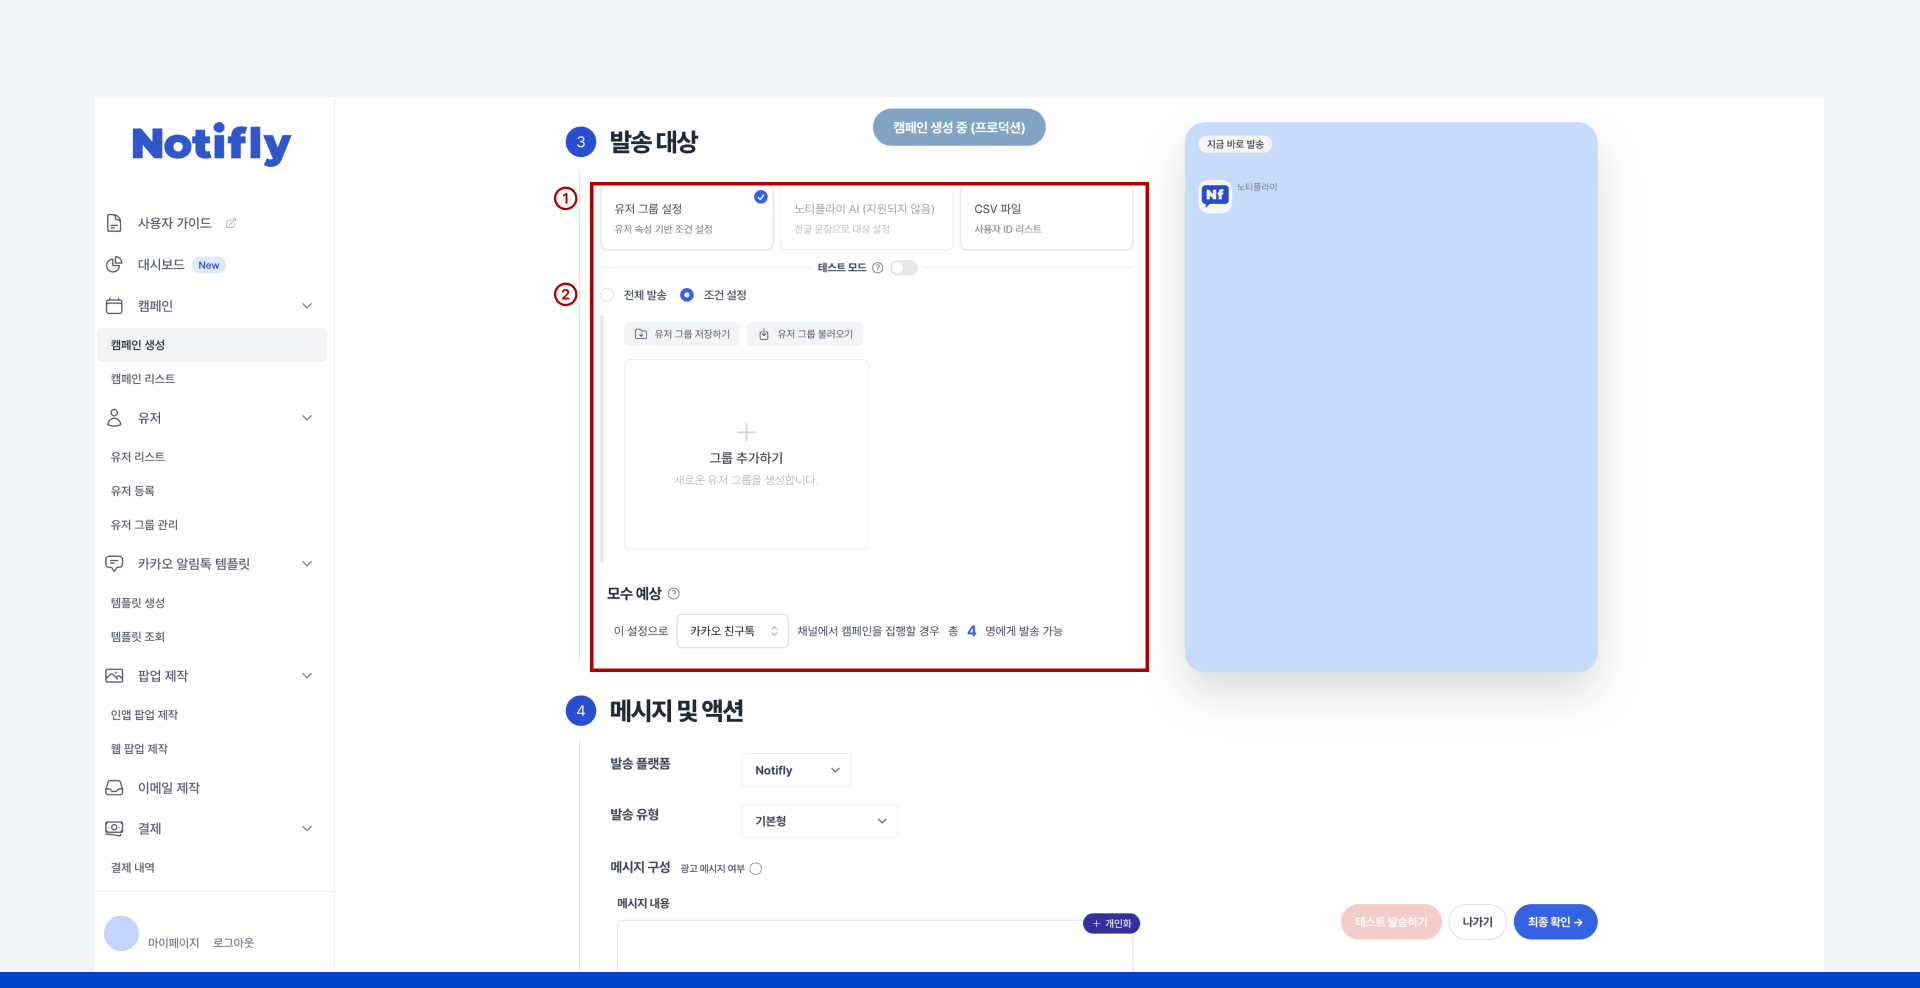 Notifly
사용자 가이드
대시보드 New
캠페인
캠페인 생성
캠페인 리스트
유저
유저 리스트
유저 등록
유저 그룹 관리
카카오 알림톡 템플릿
템플릿 생성
템플릿 조회
팝업 제작
인앱 팝업 제작
웹 팝업 제작
이메일 제작
결제
결제 내역
마이페이지 로그아웃
캠페인 생성 중 (프로덕션)
3 발송 대상
1
유저 그룹 설정
유저 속성 기반 조건 설정
노티플라이 AI (지원되지 않음)
한글 문장으로 대상 설정
CSV 파일
사용자 ID 리스트
테스트 모드 ?
2
전체 발송 조건 설정
유저 그룹 저장하기 유저 그룹 불러오기
그룹 추가하기
새로운 유저 그룹을 생성합니다.
모수 예상 ?
이 설정으로 카카오 친구톡 채널에서 캠페인을 집행할 경우 총 4 명에게 발송 가능
4 메시지 및 액션
발송 플랫폼 Notifly
발송 유형 기본형
메시지 구성 광고 메시지 여부
메시지 내용
+ 개인화
지금 바로 발송
Nf 노티플라이
테스트 발송하기 나가기 최종 확인 →